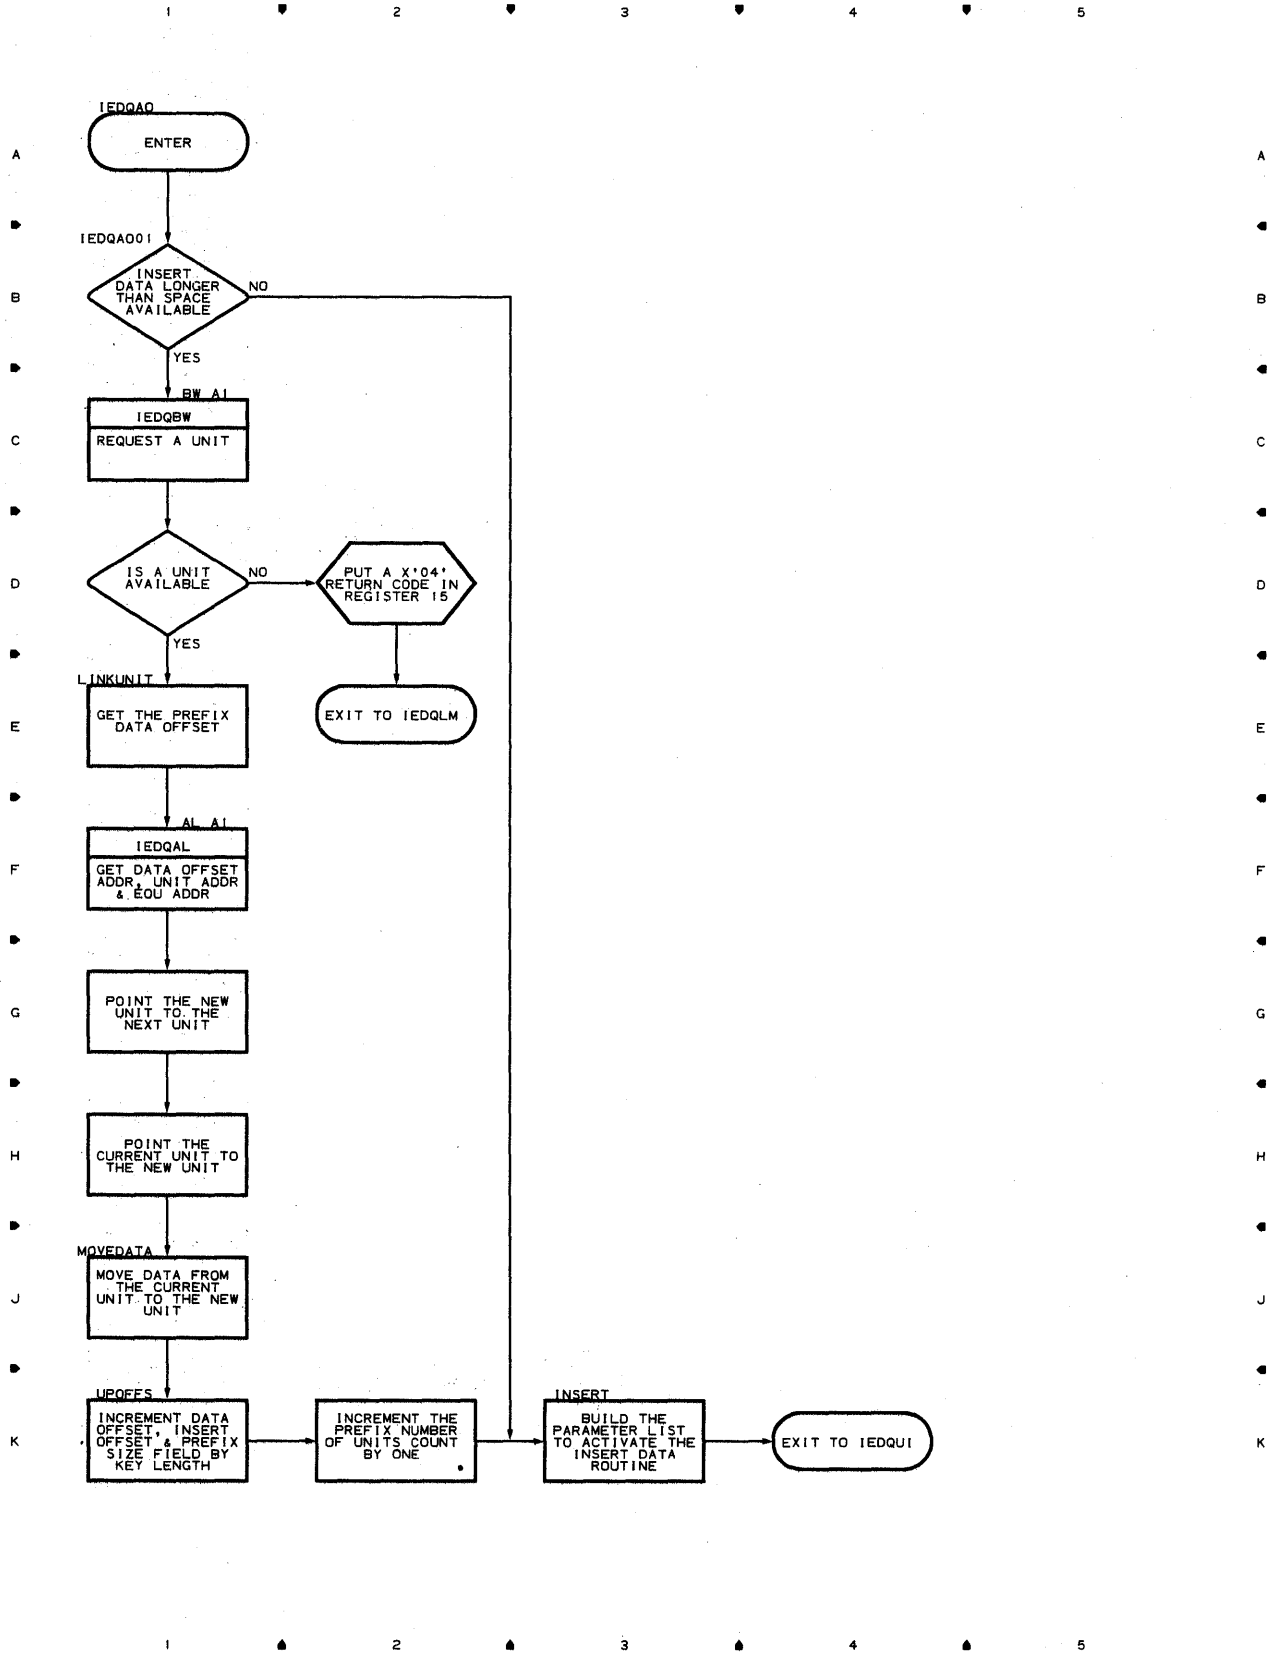 1 2 3 4 5
IEDQAO
ENTER
A A
IEDQAO01
INSERT
DATA LONGER
THAN SPACE
AVAILABLE
NO
B B
YES
BW A1
IEDQBW
REQUEST A UNIT
C C
IS A UNIT
AVAILABLE
NO
PUT A X'04'
RETURN CODE IN
REGISTER 15
D D
YES
LINKUNIT
GET THE PREFIX
DATA OFFSET
EXIT TO IEDQLM
E E
AL A1
IEDQAL
GET DATA OFFSET
ADDR, UNIT ADDR
& EOU ADDR
F F
POINT THE NEW
UNIT TO THE
NEXT UNIT
G G
POINT THE
CURRENT UNIT TO
THE NEW UNIT
H H
MOVEDATA
MOVE DATA FROM
THE CURRENT
UNIT TO THE NEW
UNIT
J J
UPOFFS
INCREMENT DATA
OFFSET, INSERT
OFFSET & PREFIX
SIZE FIELD BY
KEY LENGTH
INCREMENT THE
PREFIX NUMBER
OF UNITS COUNT
BY ONE
INSERT
BUILD THE
PARAMETER LIST
TO ACTIVATE THE
INSERT DATA
ROUTINE
EXIT TO IEDQUI
K K
1 2 3 4 5